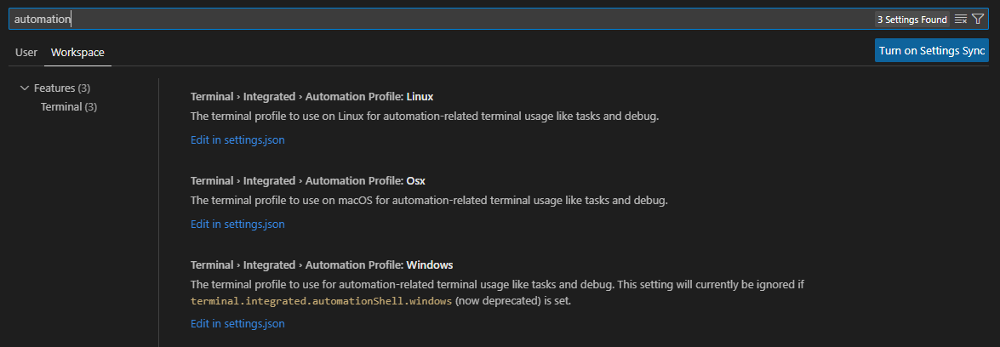 automation
3 Settings Found
User Workspace
Turn on Settings Sync
Features (3)
Terminal (3)
Terminal › Integrated › Automation Profile: Linux
The terminal profile to use on Linux for automation-related terminal usage like tasks and debug.
Edit in settings.json
Terminal › Integrated › Automation Profile: Osx
The terminal profile to use on macOS for automation-related terminal usage like tasks and debug.
Edit in settings.json
Terminal › Integrated › Automation Profile: Windows
The terminal profile to use for automation-related terminal usage like tasks and debug. This setting will currently be ignored if
terminal.integrated.automationShell.windows (now deprecated) is set.
Edit in settings.json